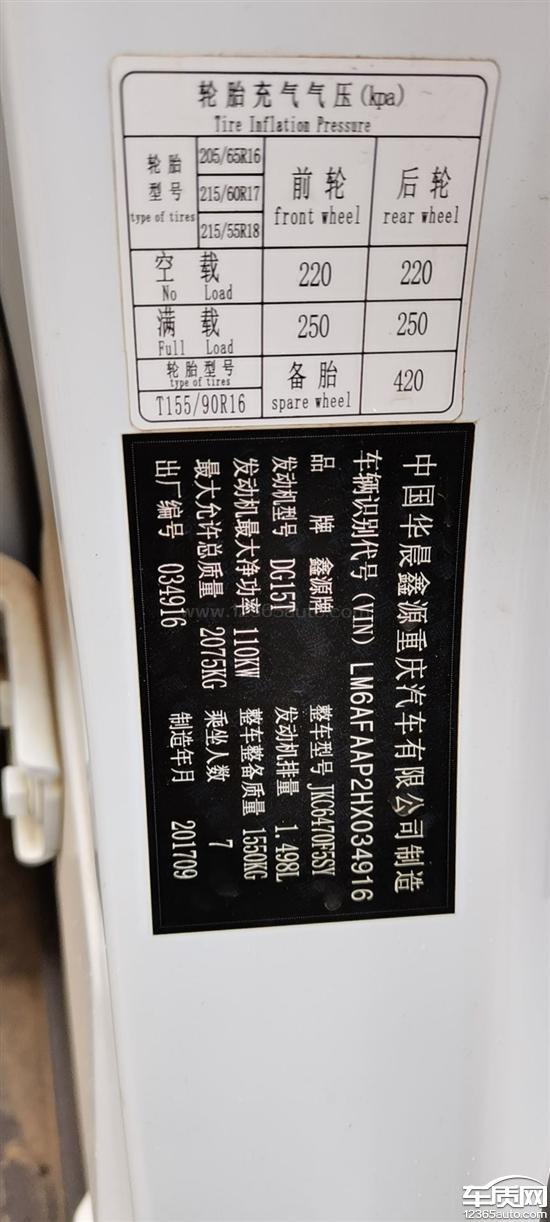 轮胎充气气压(kpa)
Tire Inflation Pressure
轮胎型号
type of tires
205/65R16
215/60R17
215/55R18
前轮
front wheel
后轮
rear wheel
空载
No Load
220
220
满载
Full Load
250
250
轮胎型号
type of tires
T155/90R16
备胎
spare wheel
420
中国华晨鑫源重庆汽车有限公司制造
车辆识别代号(VIN) LM6AFAAP2HX034916
品牌 鑫源牌 整车型号 JKC6470F5SY
发动机型号 DG15T 发动机排量 1.498L
发动机最大净功率 110KW 整车整备质量 1550KG
最大允许总质量 2075KG 乘坐人数 7
出厂编号 034916 制造年月 201709
www.12365auto.com
车质网
12365auto.com